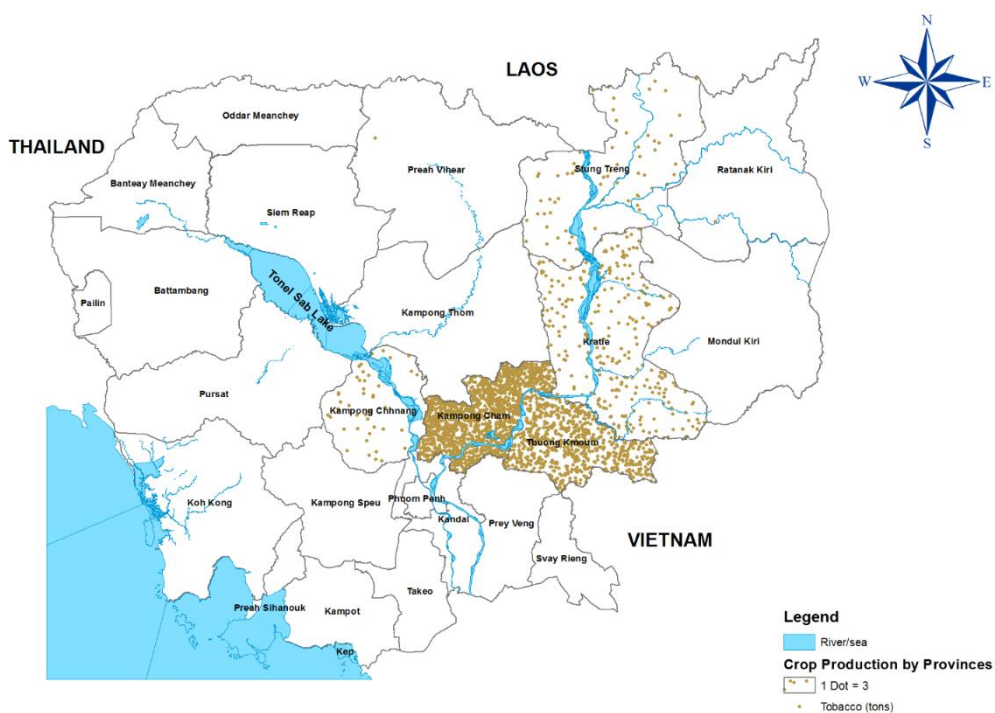 N
W E
S
LAOS
THAILAND
VIETNAM
Oddar Meanchey
Banteay Meanchey
Siem Reap
Preah Vihear
Stung Treng
Ratanak Kiri
Pailin
Battambang
Tonel Sab Lake
Kampong Thom
Kratie
Mondul Kiri
Pursat
Kampong Chhnang
Kampong Cham
Thuong Kmoum
Koh Kong
Kampong Speu
Phnom Penh
Kandal
Prey Veng
Svay Rieng
Takeo
Preah Sihanouk
Kampot
Kep
Legend
River/sea
Crop Production by Provinces
1 Dot = 3
Tobacco (tons)